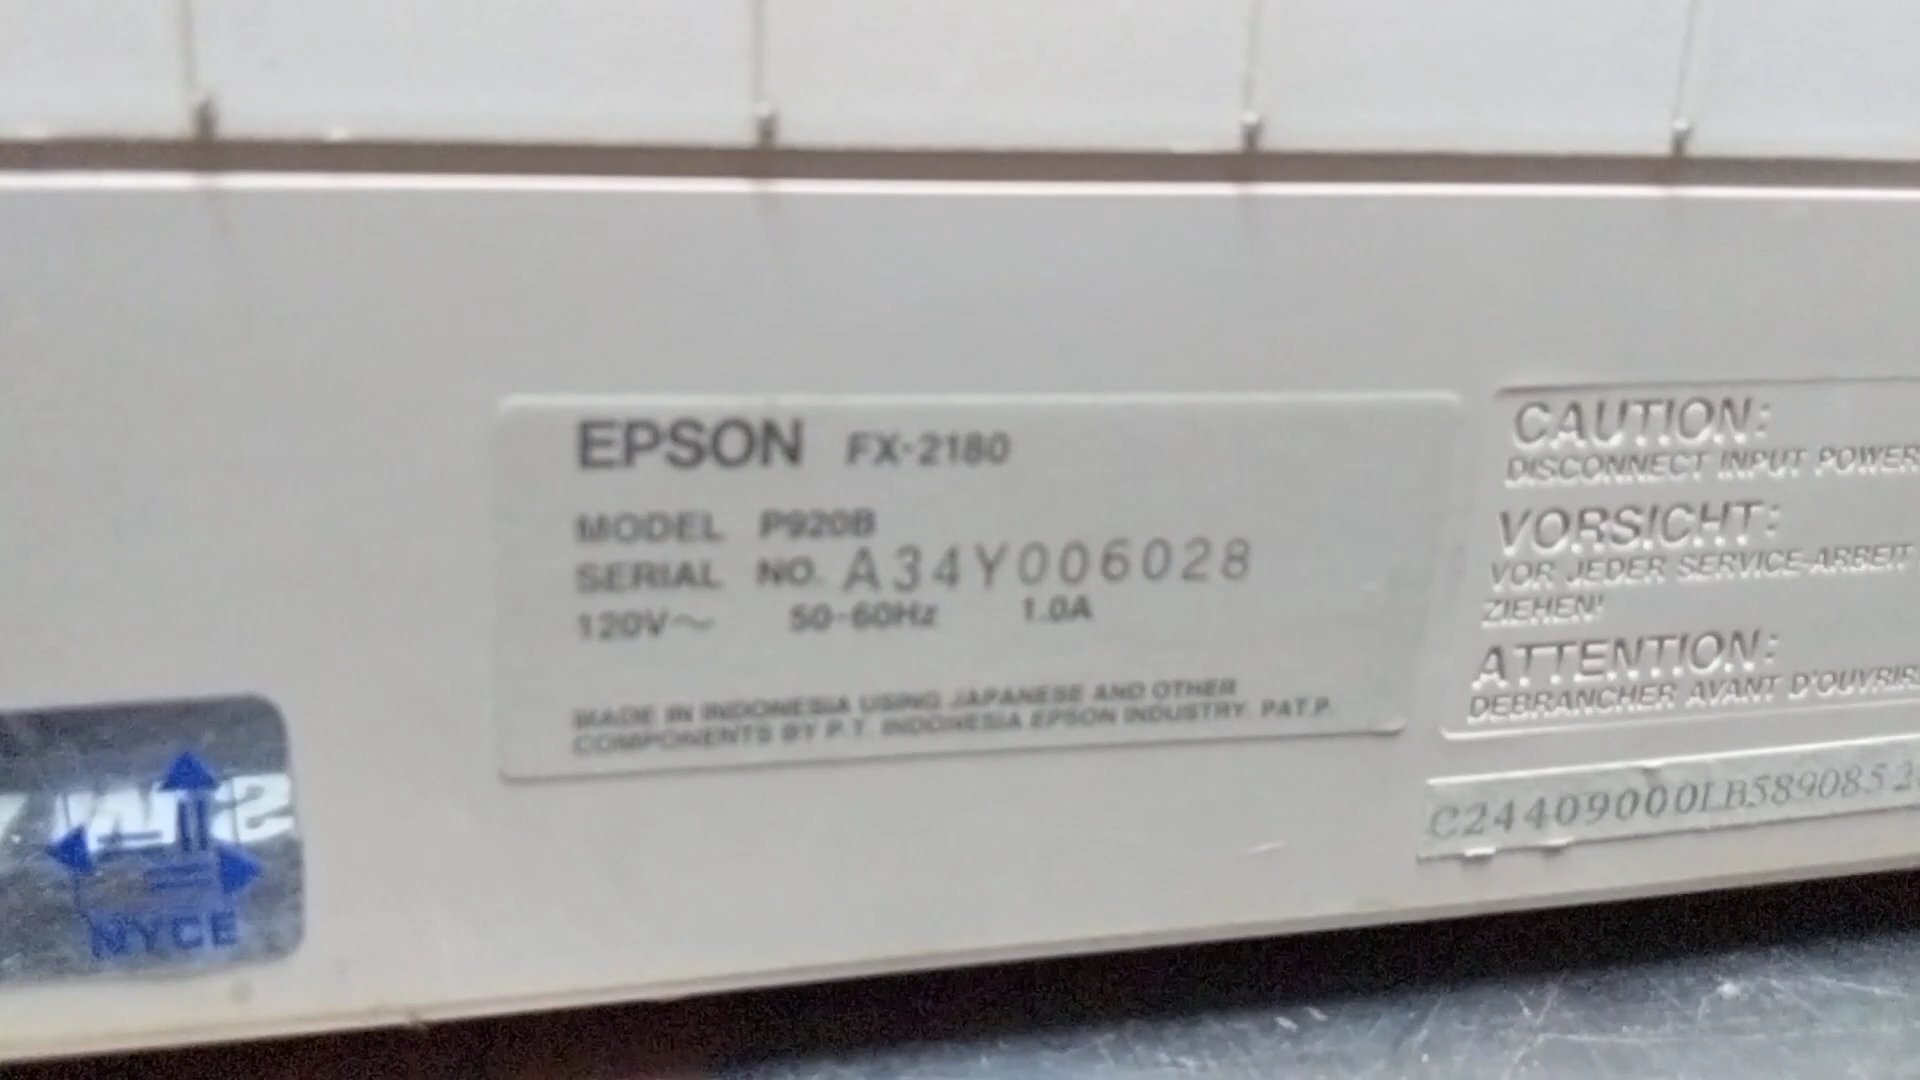 EPSON FX-2180
MODEL P920B
SERIAL NO. A34Y006028
120V～ 50-60Hz 1.0A
MADE IN INDONESIA USING JAPANESE AND OTHER
COMPONENTS BY P.T. INDONESIA EPSON INDUSTRY. PAT.P.
CAUTION:
DISCONNECT INPUT POWER
VORSICHT:
VOR JEDER SERVICE-ARBEIT
ZIEHEN!
ATTENTION:
DEBRANCHER AVANT D'OUVRIR
C24409000LB5890852
NYCE